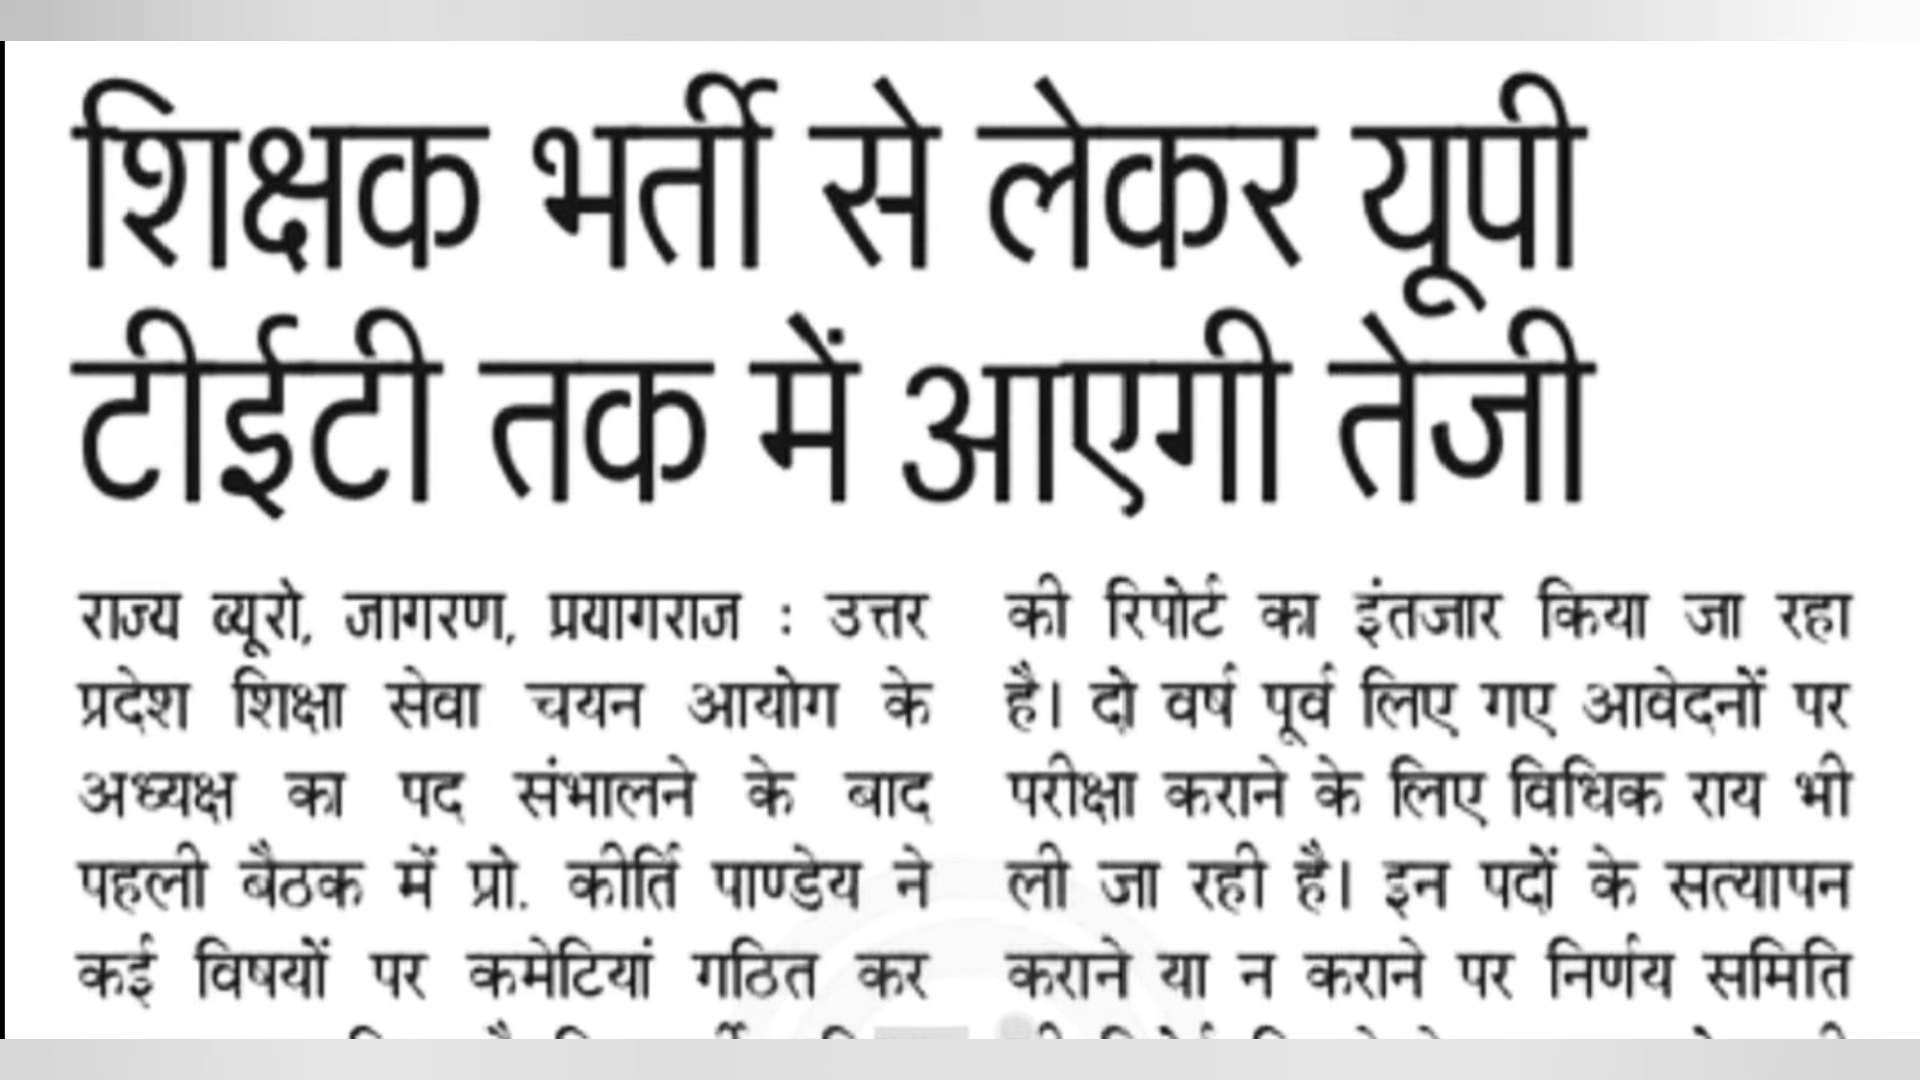 शिक्षक भर्ती से लेकर यूपी
टीईटी तक में आएगी तेजी
राज्य ब्यूरो, जागरण, प्रयागराज : उत्तर
प्रदेश शिक्षा सेवा चयन आयोग के
अध्यक्ष का पद संभालने के बाद
पहली बैठक में प्रो. कीर्ति पाण्डेय ने
कई विषयों पर कमेटियां गठित कर
की रिपोर्ट का इंतजार किया जा रहा
है। दो वर्ष पूर्व लिए गए आवेदनों पर
परीक्षा कराने के लिए विधिक राय भी
ली जा रही है। इन पदों के सत्यापन
कराने या न कराने पर निर्णय समिति